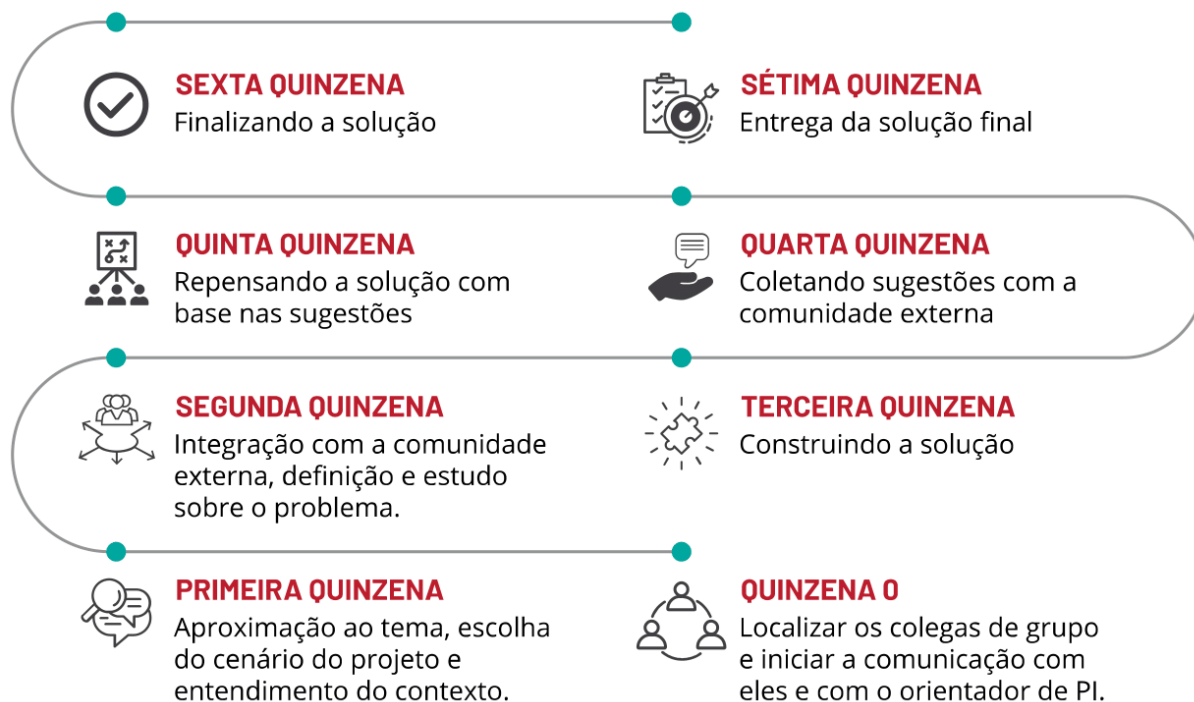 SEXTA QUINZENA
Finalizando a solução
SÉTIMA QUINZENA
Entrega da solução final
QUINTA QUINZENA
Repensando a solução com
base nas sugestões
QUARTA QUINZENA
Coletando sugestões com a
comunidade externa
SEGUNDA QUINZENA
Integração com a comunidade
externa, definição e estudo
sobre o problema.
TERCEIRA QUINZENA
Construindo a solução
PRIMEIRA QUINZENA
Aproximação ao tema, escolha
do cenário do projeto e
entendimento do contexto.
QUINZENA 0
Localizar os colegas de grupo
e iniciar a comunicação com
eles e com o orientador de PI.